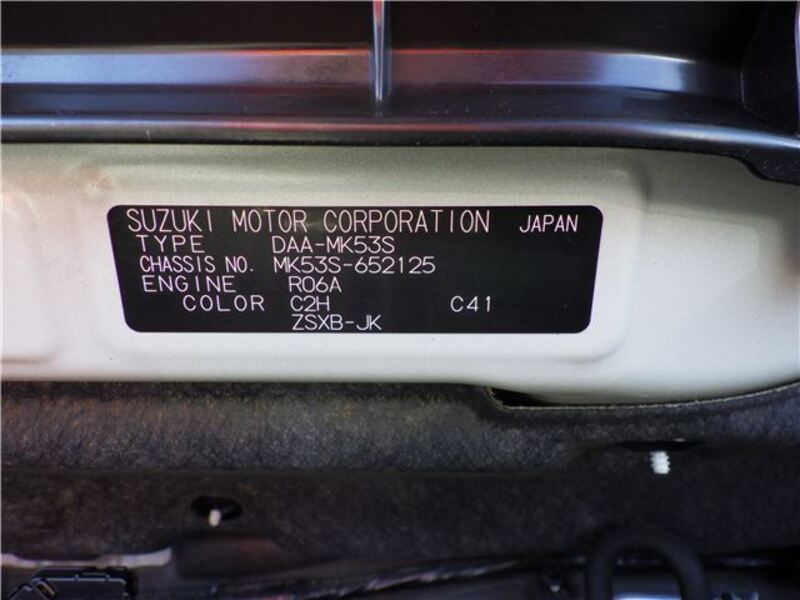 SUZUKI MOTOR CORPORATION JAPAN
TYPE DAA-MK53S
CHASSIS NO. MK53S-652125
ENGINE R06A
COLOR C2H C41
ZSXB-JK